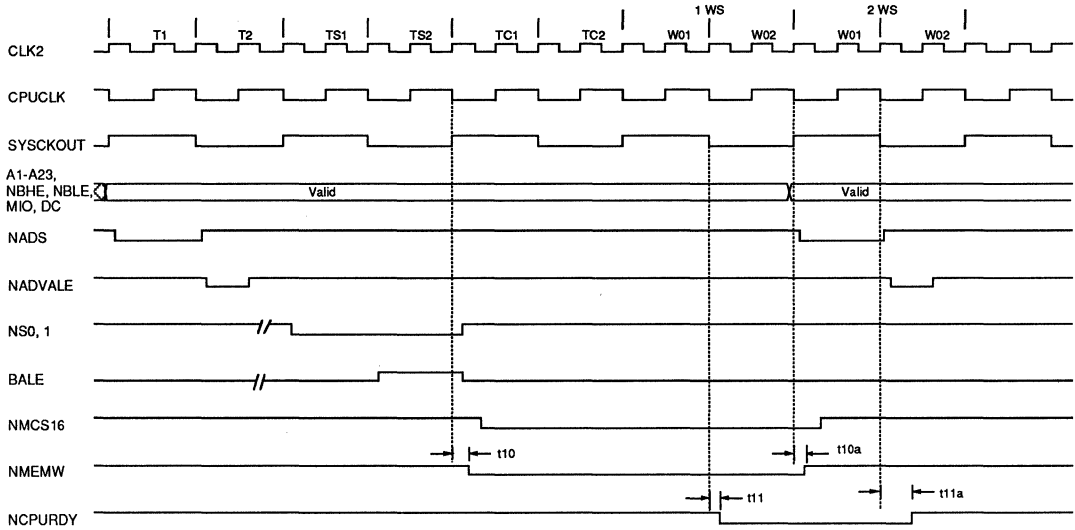 1 WS 2 WS
T1 T2 TS1 TS2 TC1 TC2 W01 W02 W01 W02
CLK2
CPUCLK
SYSCKOUT
A1-A23,
NBHE, NBLE,
MIO, DC
Valid Valid
NADS
NADVALE
NS0, 1
BALE
NMCS16
t10 t10a
NMEMW
t11 t11a
NCPURDY